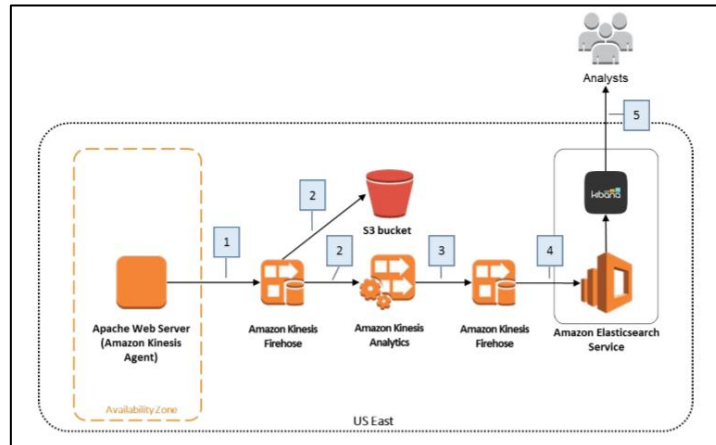 Analysts
5
2
kibana
S3 bucket
1
2
3
4
Apache Web Server
(Amazon Kinesis
Agent)
Amazon Kinesis
Firehose
Amazon Kinesis
Analytics
Amazon Kinesis
Firehose
Amazon Elasticsearch
Service
Availability Zone
US East